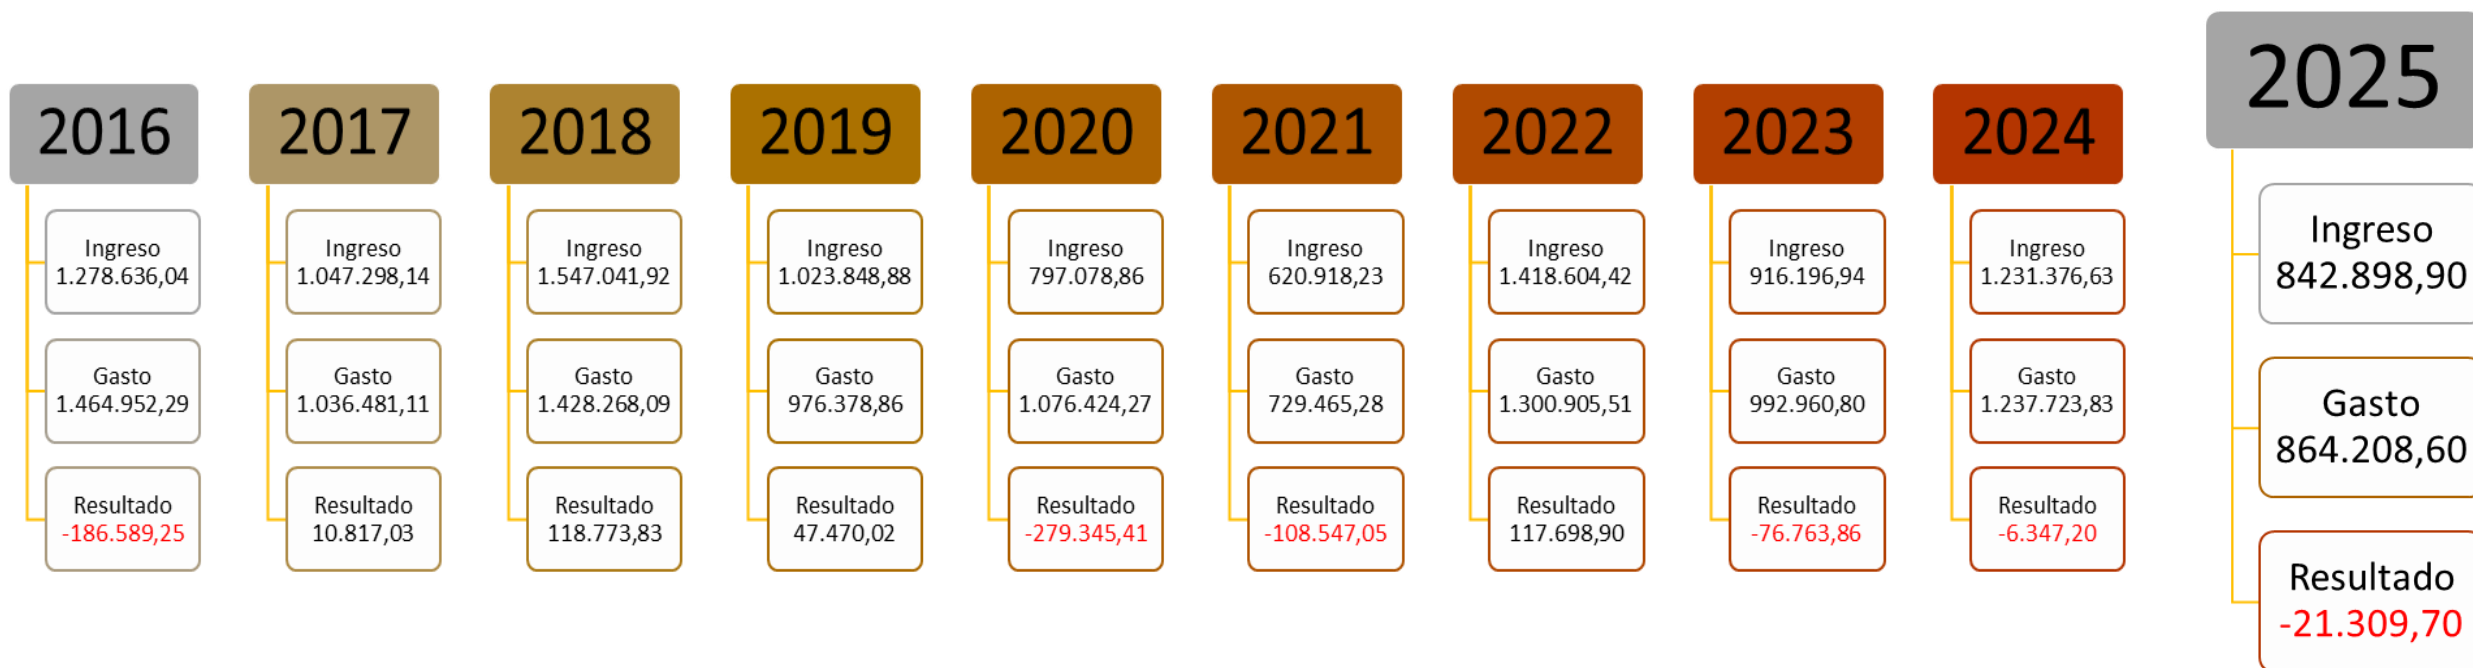 2016
Ingreso
1.278.636,04
Gasto
1.464.952,29
Resultado
-186.589,25
2017
Ingreso
1.047.298,14
Gasto
1.036.481,11
Resultado
10.817,03
2018
Ingreso
1.547.041,92
Gasto
1.428.268,09
Resultado
118.773,83
2019
Ingreso
1.023.848,88
Gasto
976.378,86
Resultado
47.470,02
2020
Ingreso
797.078,86
Gasto
1.076.424,27
Resultado
-279.345,41
2021
Ingreso
620.918,23
Gasto
729.465,28
Resultado
-108.547,05
2022
Ingreso
1.418.604,42
Gasto
1.300.905,51
Resultado
117.698,90
2023
Ingreso
916.196,94
Gasto
992.960,80
Resultado
-76.763,86
2024
Ingreso
1.231.376,63
Gasto
1.237.723,83
Resultado
-6.347,20
2025
Ingreso
842.898,90
Gasto
864.208,60
Resultado
-21.309,70